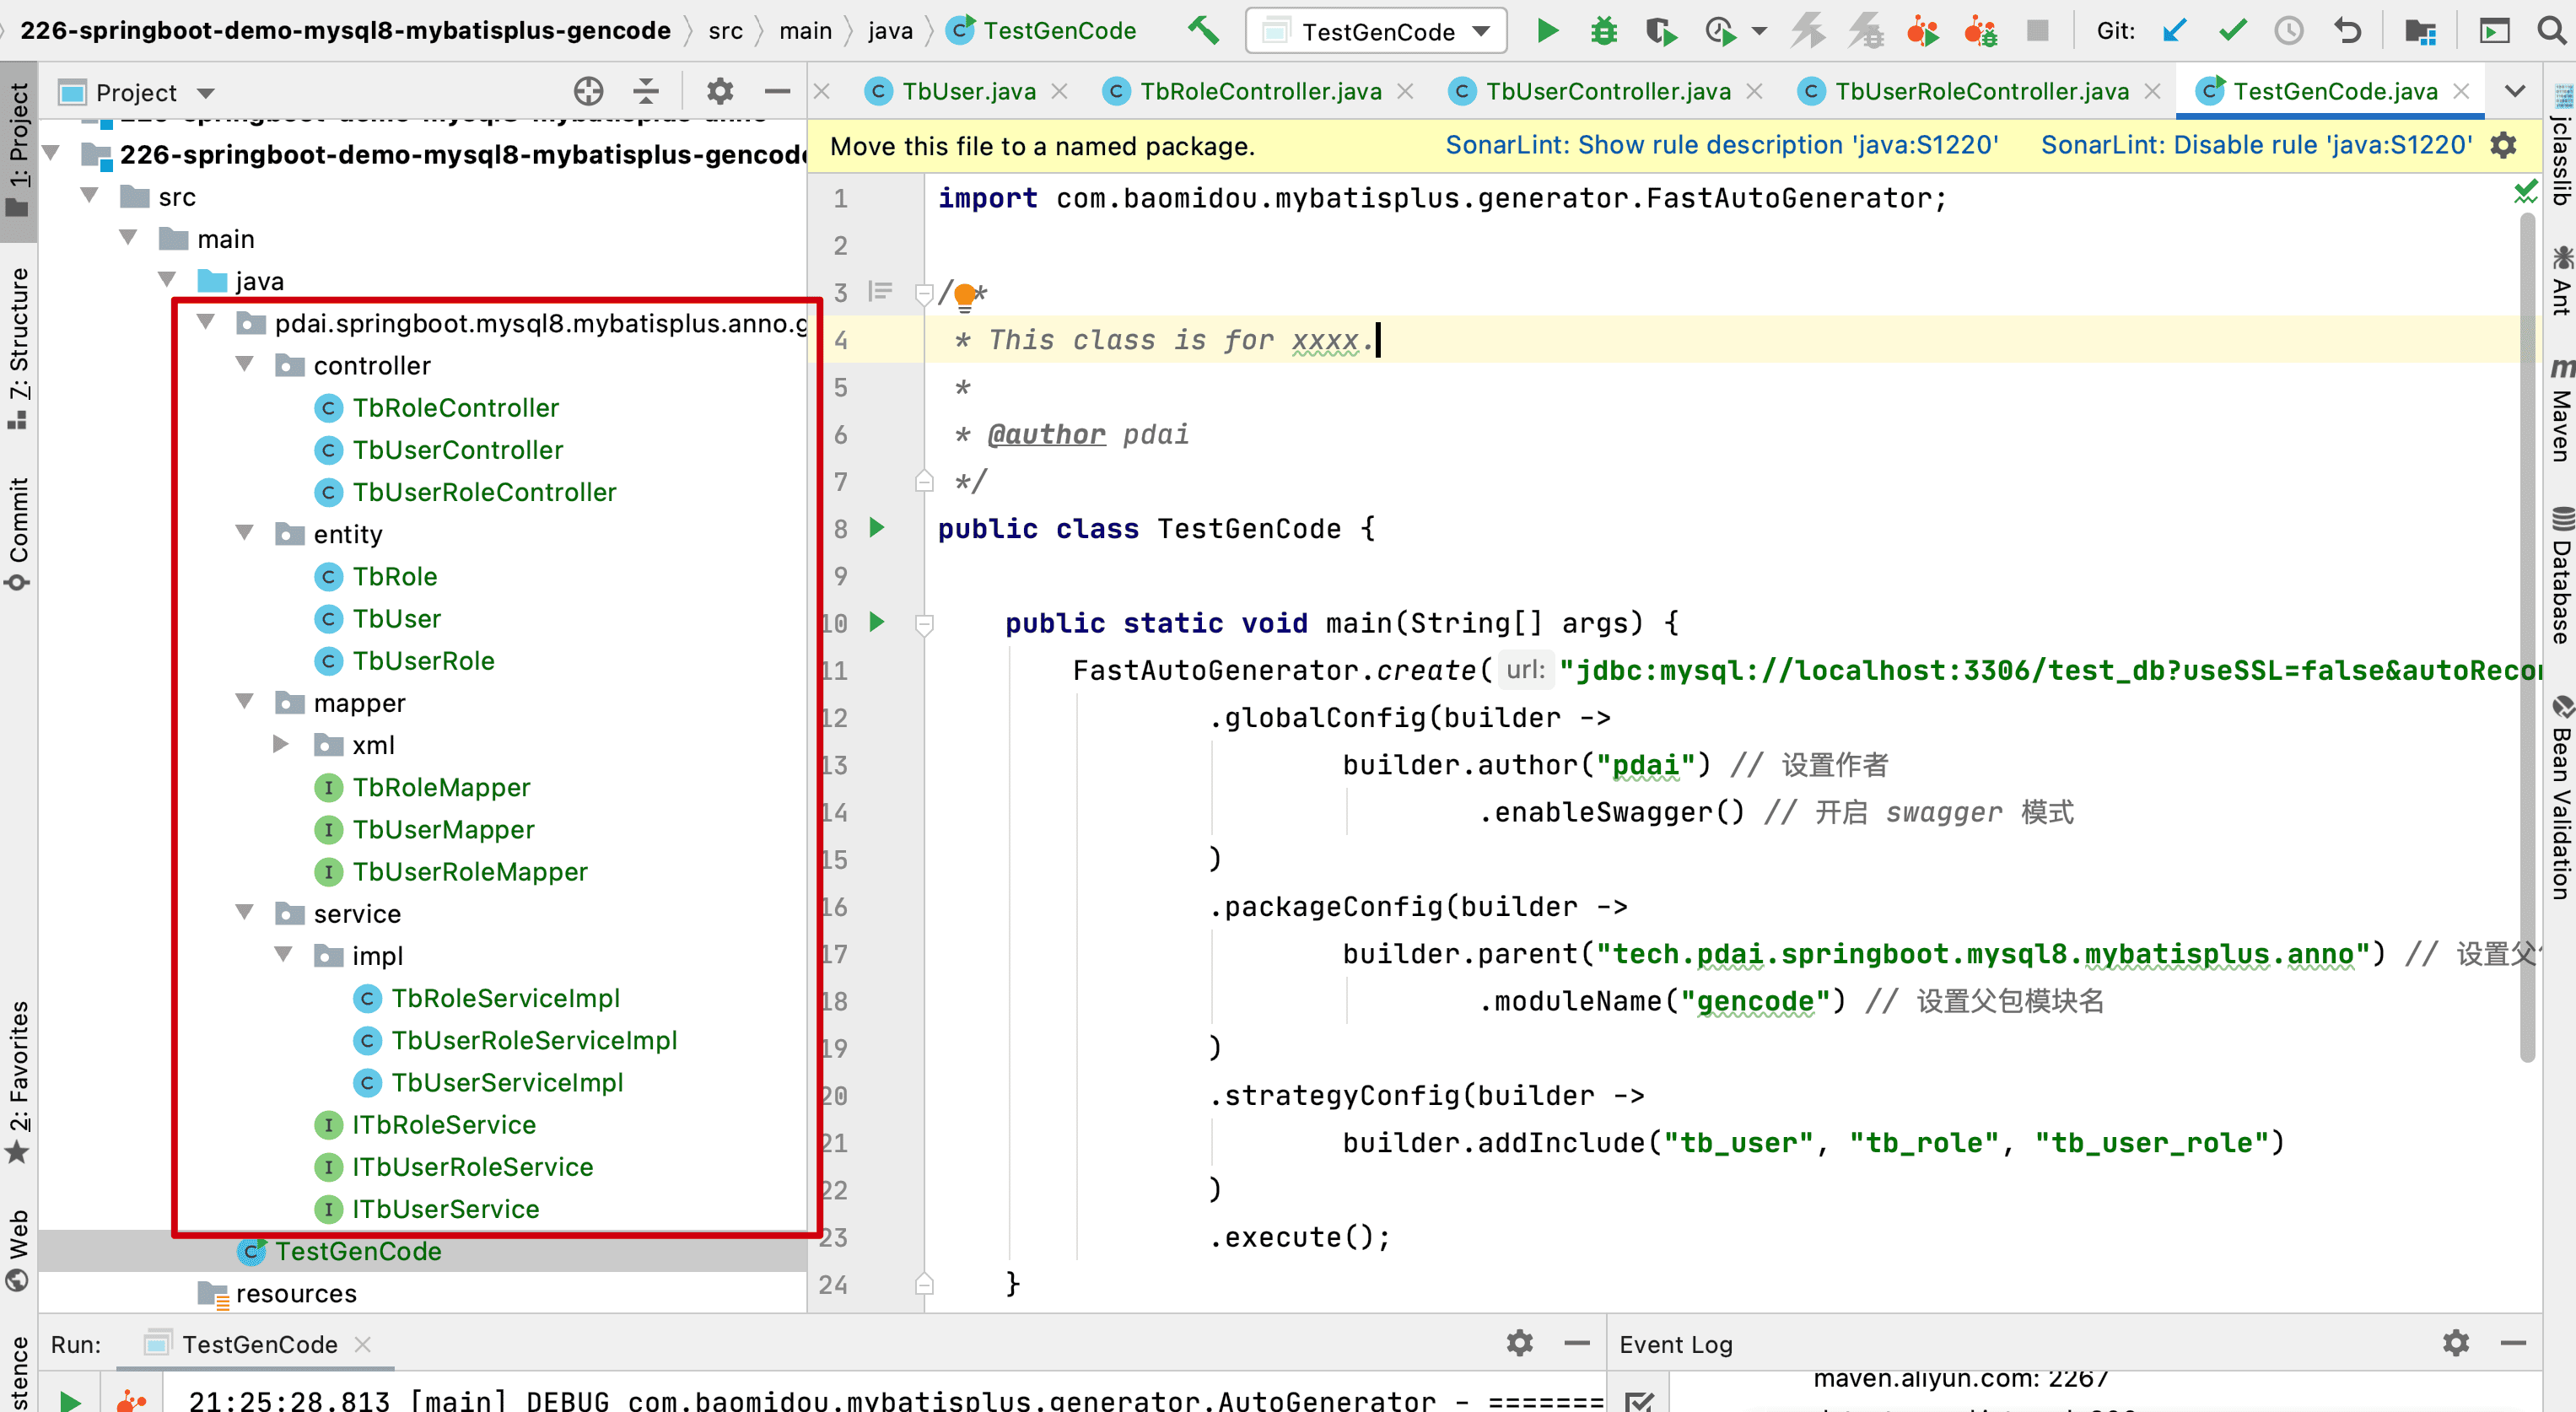 226-springboot-demo-mysql8-mybatisplus-gencode src main java TestGenCode TestGenCode Git:
Project
TbUser.java TbRoleController.java TbUserController.java TbUserRoleController.java TestGenCode.java
226-springboot-demo-mysql8-mybatisplus-anno
226-springboot-demo-mysql8-mybatisplus-gencode
src
main
java
pdai.springboot.mysql8.mybatisplus.anno.g
controller
TbRoleController
TbUserController
TbUserRoleController
entity
TbRole
TbUser
TbUserRole
mapper
xml
TbRoleMapper
TbUserMapper
TbUserRoleMapper
service
impl
TbRoleServiceImpl
TbUserRoleServiceImpl
TbUserServiceImpl
ITbRoleService
ITbUserRoleService
ITbUserService
TestGenCode
resources
1: Project
7: Structure
Commit
2: Favorites
Web
stence
Move this file to a named package. SonarLint: Show rule description 'java:S1220' SonarLint: Disable rule 'java:S1220'
1 import com.baomidou.mybatisplus.generator.FastAutoGenerator;
2
3 /**
4 * This class is for xxxx.
5 *
6 * @author pdai
7 */
8 public class TestGenCode {
9
10 public static void main(String[] args) {
11 FastAutoGenerator.create( url: "jdbc:mysql://localhost:3306/test_db?useSSL=false&autoRecon
12 .globalConfig(builder ->
13 builder.author("pdai") // 设置作者
14 .enableSwagger() // 开启 swagger 模式
15 )
16 .packageConfig(builder ->
17 builder.parent("tech.pdai.springboot.mysql8.mybatisplus.anno") // 设置父
18 .moduleName("gencode") // 设置父包模块名
19 )
20 .strategyConfig(builder ->
21 builder.addInclude("tb_user", "tb_role", "tb_user_role")
22 )
23 .execute();
24 }
jclasslib
Ant
Maven
Database
Bean Validation
Run: TestGenCode
21:25:28.813 [main] DEBUG com.baomidou.mybatisplus.generator.AutoGenerator - =======
Event Log
maven.aliyun.com: 2267